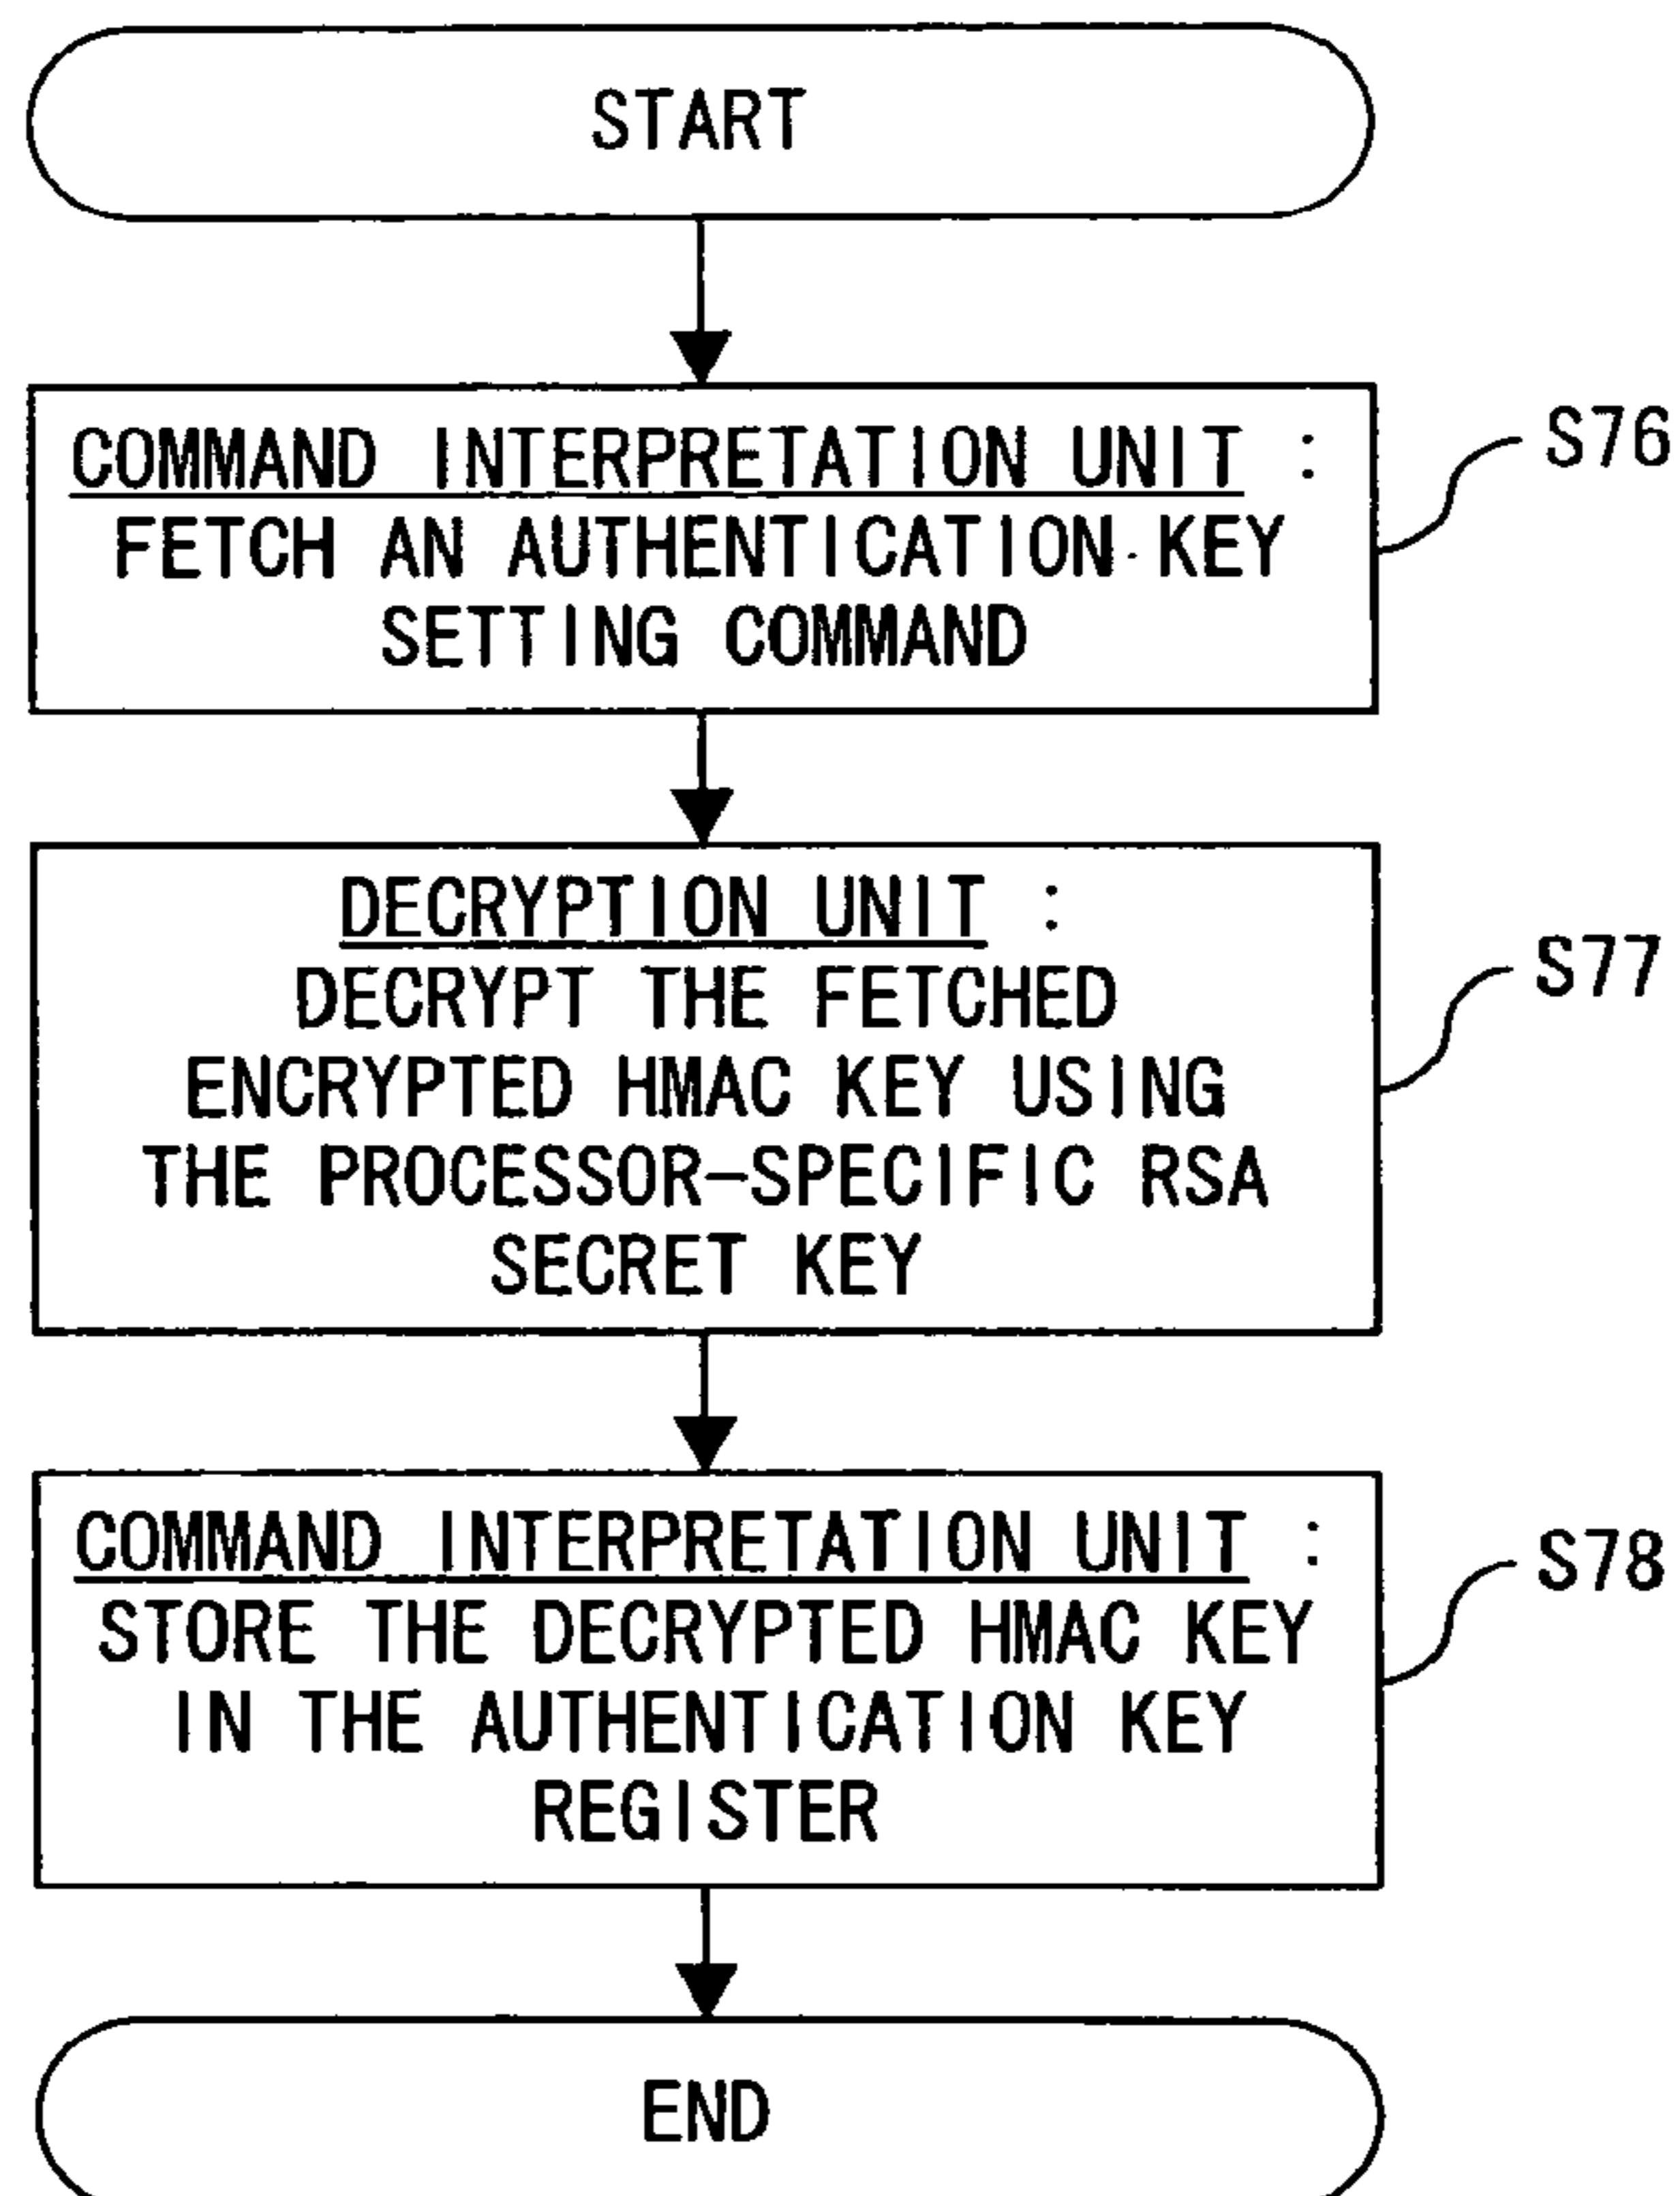 START
COMMAND INTERPRETATION UNIT :
FETCH AN AUTHENTICATION KEY
SETTING COMMAND
S76
DECRYPTION UNIT :
DECRYPT THE FETCHED
ENCRYPTED HMAC KEY USING
THE PROCESSOR-SPECIFIC RSA
SECRET KEY
S77
COMMAND INTERPRETATION UNIT :
STORE THE DECRYPTED HMAC KEY
IN THE AUTHENTICATION KEY
REGISTER
S78
END